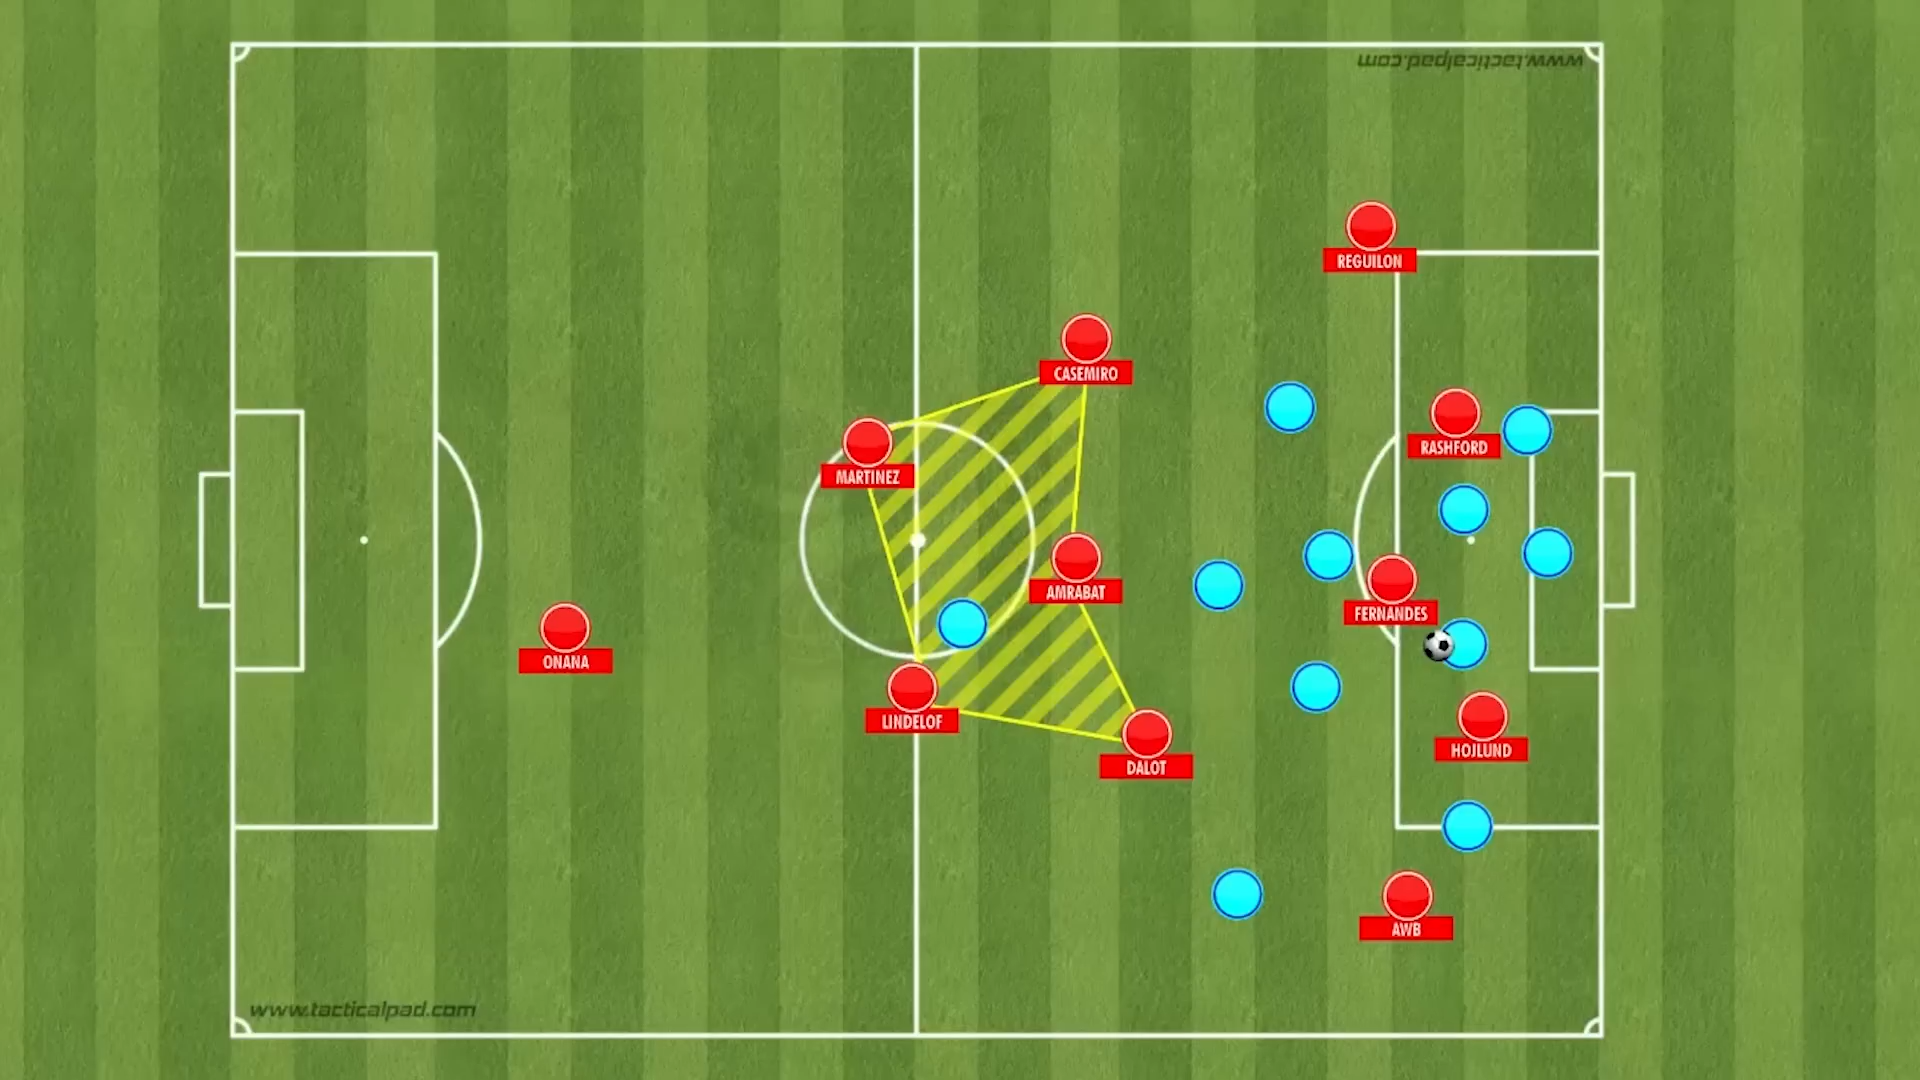 www.tacticalpad.com
REGUILON
CASEMIRO
RASHFORD
MARTINEZ
AMRABAT
FERNANDES
ONANA
LINDELOF
HOJLUND
DALOT
AWB
www.tacticalpad.com